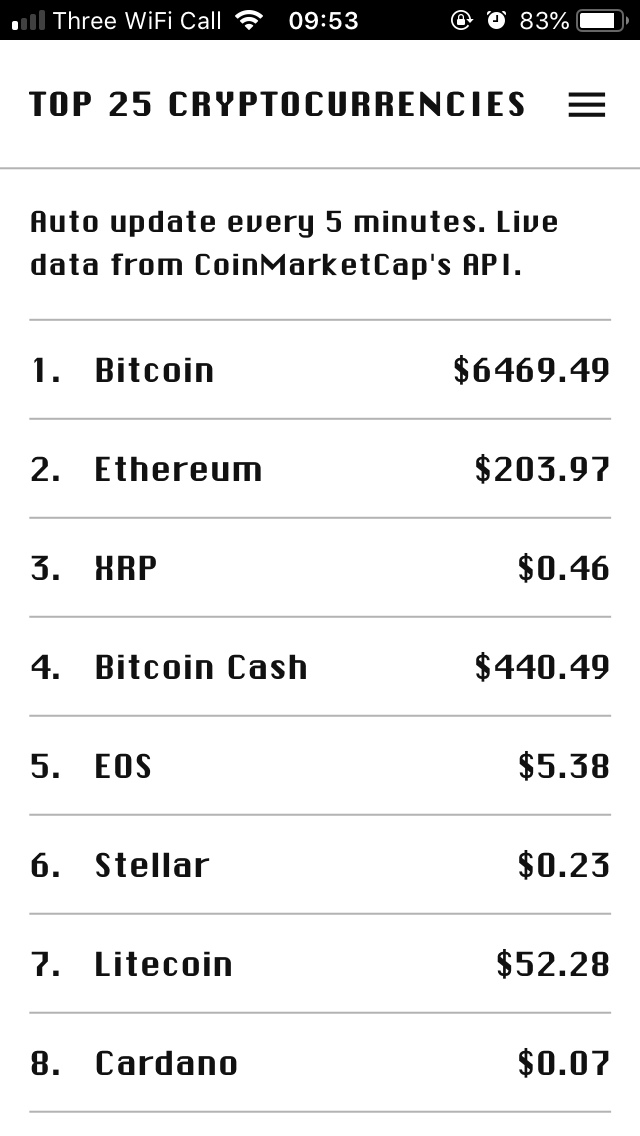 Three WiFi Call 09:53 83%
TOP 25 CRYPTOCURRENCIES
Auto update every 5 minutes. Live
data from CoinMarketCap's API.
1. Bitcoin $6469.49
2. Ethereum $203.97
3. XRP $0.46
4. Bitcoin Cash $440.49
5. EOS $5.38
6. Stellar $0.23
7. Litecoin $52.28
8. Cardano $0.07